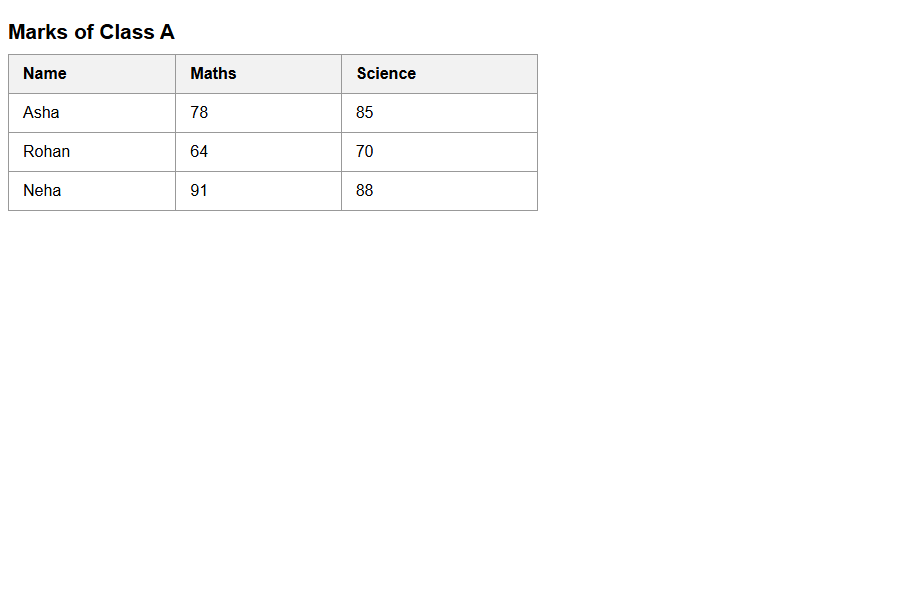 Marks of Class A
Name Maths Science
Asha 78 85
Rohan 64 70
Neha 91 88